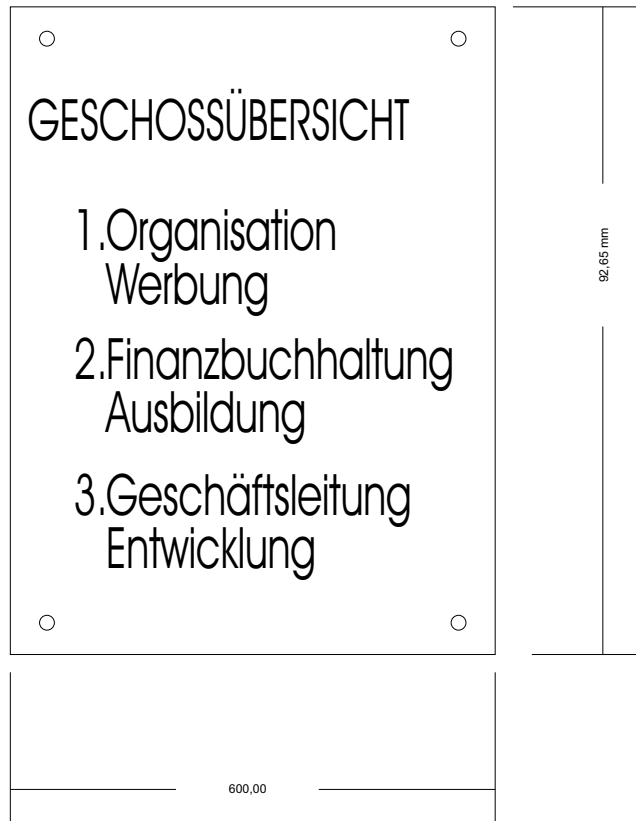 GESCHOSSÜBERSICHT
1.Organisation
Werbung
2.Finanzbuchhaltung
Ausbildung
3.Geschäftsleitung
Entwicklung
92,65 mm
600,00